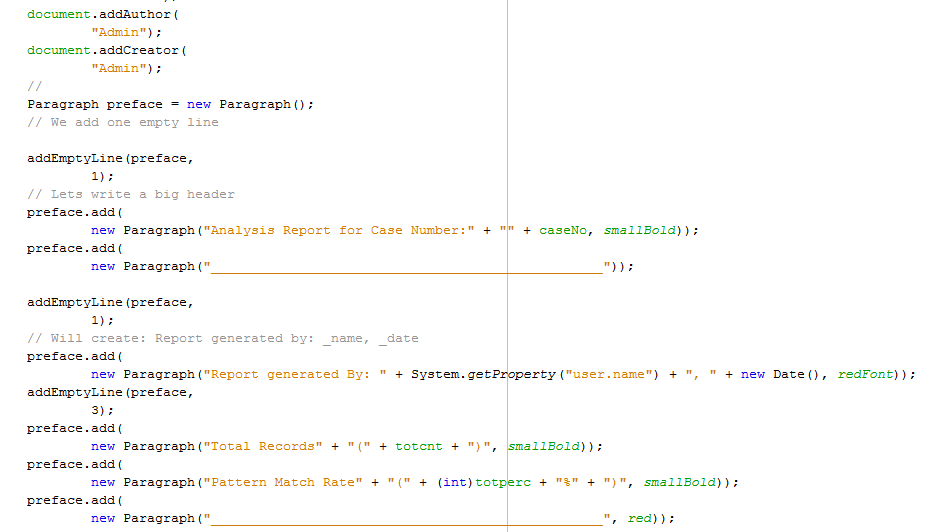 document.addAuthor(
"Admin");
document.addCreator(
"Admin");
//
Paragraph preface = new Paragraph();
// We add one empty line
addEmptyLine(preface,
1);
// Lets write a big header
preface.add(
new Paragraph("Analysis Report for Case Number:" + "" + caseNo, smallBold));
preface.add(
new Paragraph("_________________________________________________"));
addEmptyLine(preface,
1);
// Will create: Report generated by: _name, _date
preface.add(
new Paragraph("Report generated By: " + System.getProperty("user.name") + ", " + new Date(), redFont));
addEmptyLine(preface,
3);
preface.add(
new Paragraph("Total Records" + "(" + totcnt + ")", smallBold));
preface.add(
new Paragraph("Pattern Match Rate" + "(" + (int)totperc + "%" + ")", smallBold));
preface.add(
new Paragraph("_________________________________________________", red));